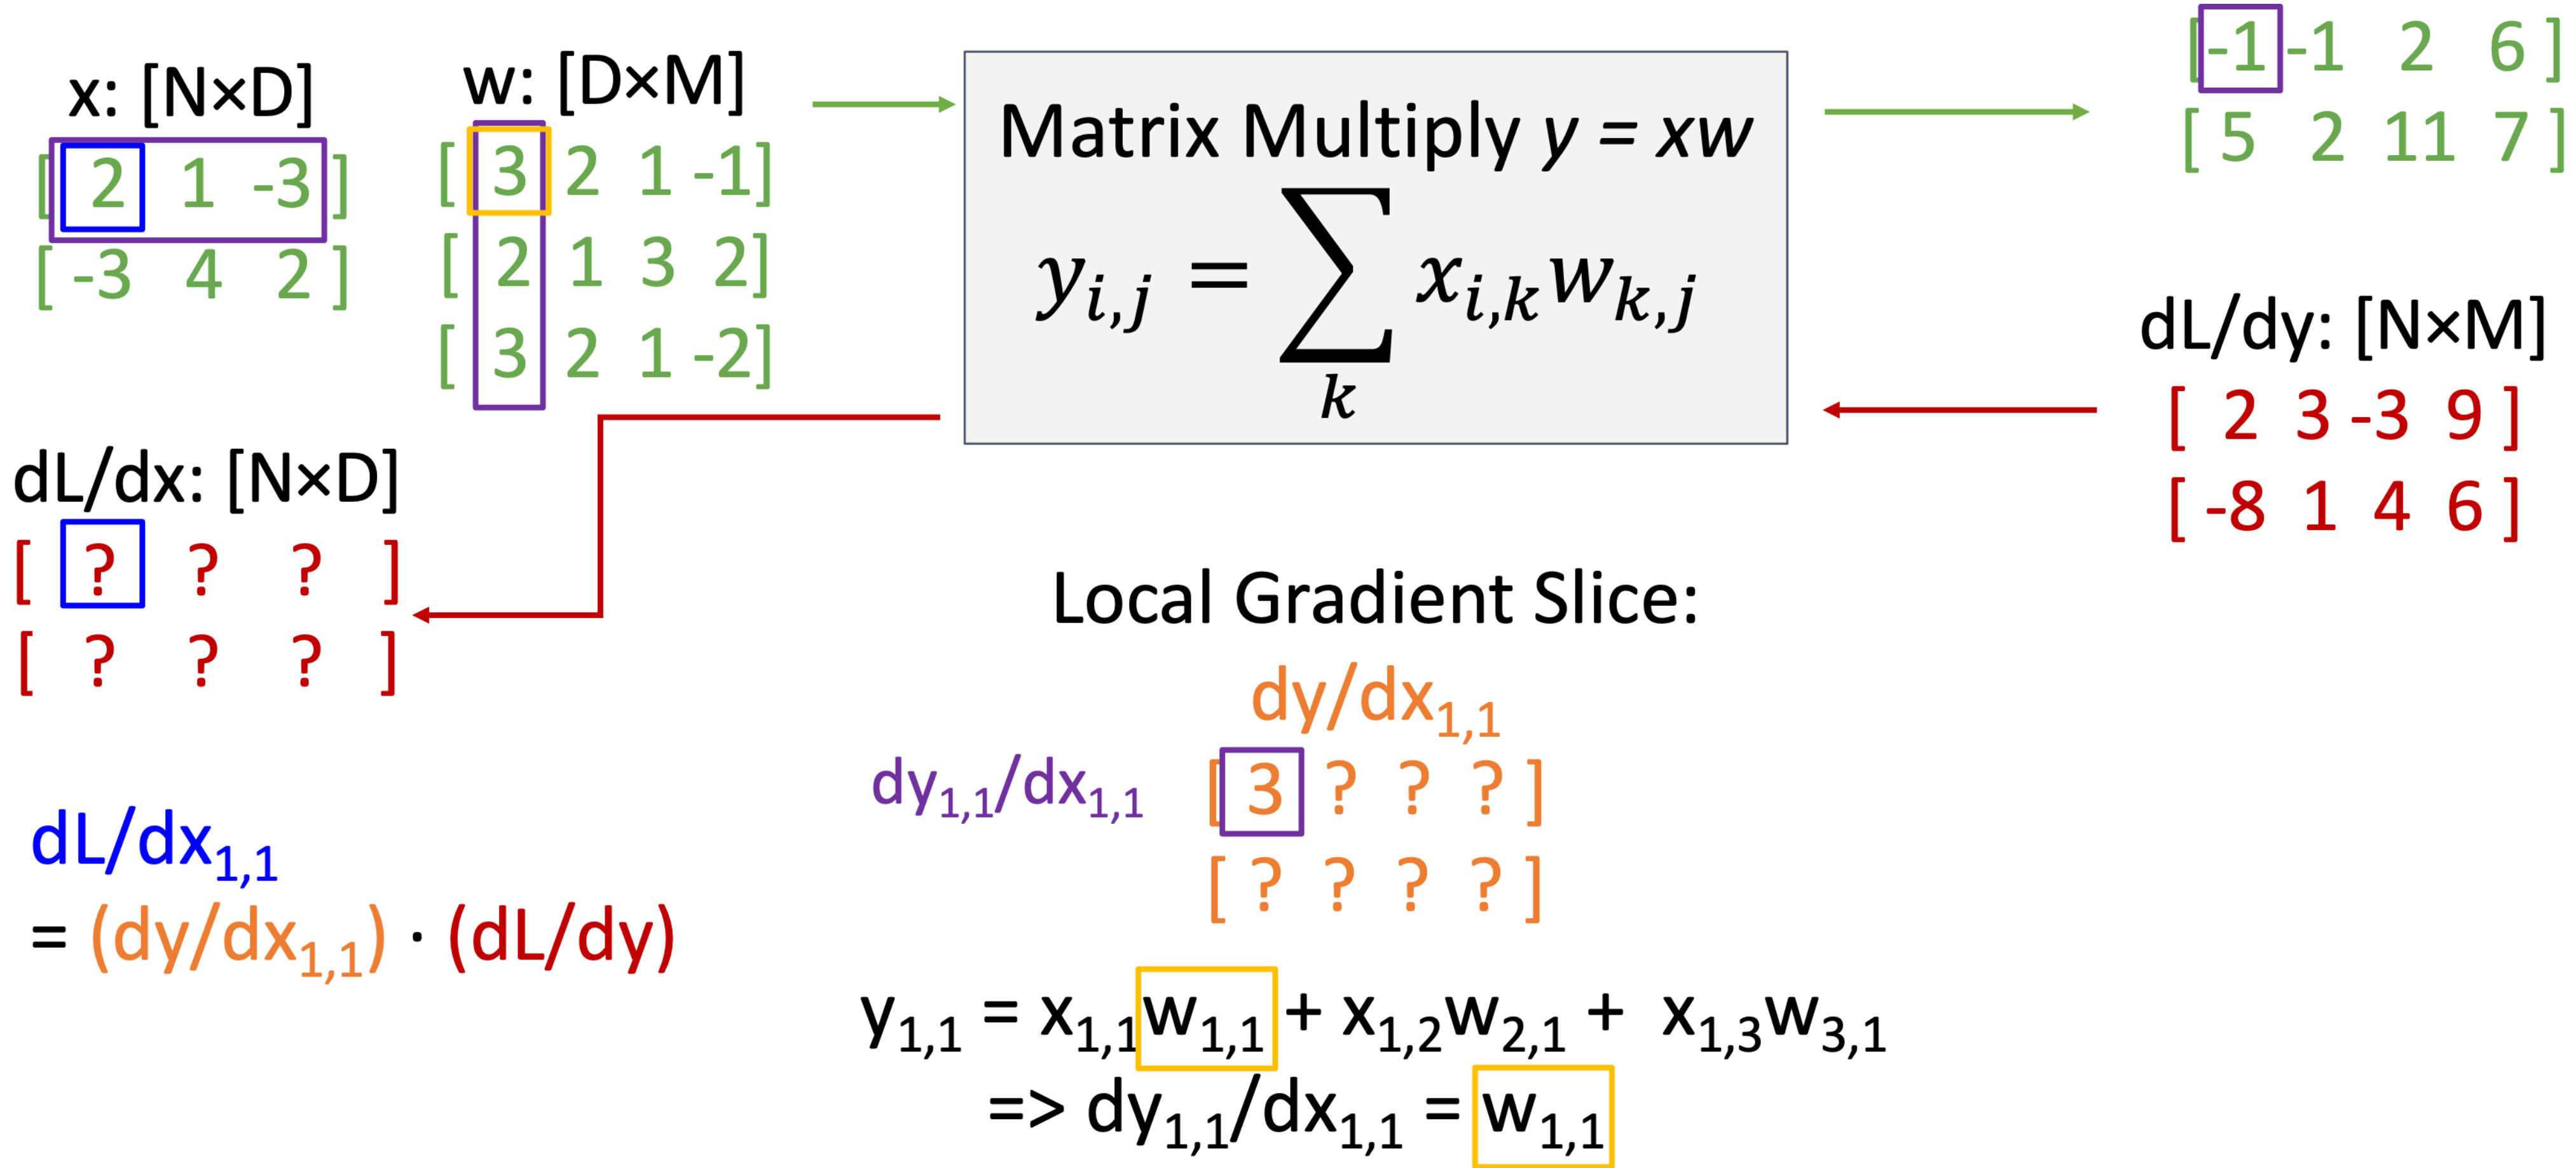 x: [N×D]
[ 2 1 -3 ]
[ -3 4 2 ]
w: [D×M]
[ 3 2 1 -1]
[ 2 1 3 2]
[ 3 2 1 -2]
Matrix Multiply y = xw
y_{i,j} = ∑_k x_{i,k}w_{k,j}
[-1 -1 2 6 ]
[ 5 2 11 7 ]
dL/dy: [N×M]
[ 2 3 -3 9 ]
[ -8 1 4 6 ]
dL/dx: [N×D]
[ ? ? ? ]
[ ? ? ? ]
dL/dx_{1,1}
= (dy/dx_{1,1}) · (dL/dy)
Local Gradient Slice:
dy/dx_{1,1}
dy_{1,1}/dx_{1,1}
[ 3 ? ? ? ]
[ ? ? ? ? ]
y_{1,1} = x_{1,1}w_{1,1} + x_{1,2}w_{2,1} + x_{1,3}w_{3,1}
=> dy_{1,1}/dx_{1,1} = w_{1,1}